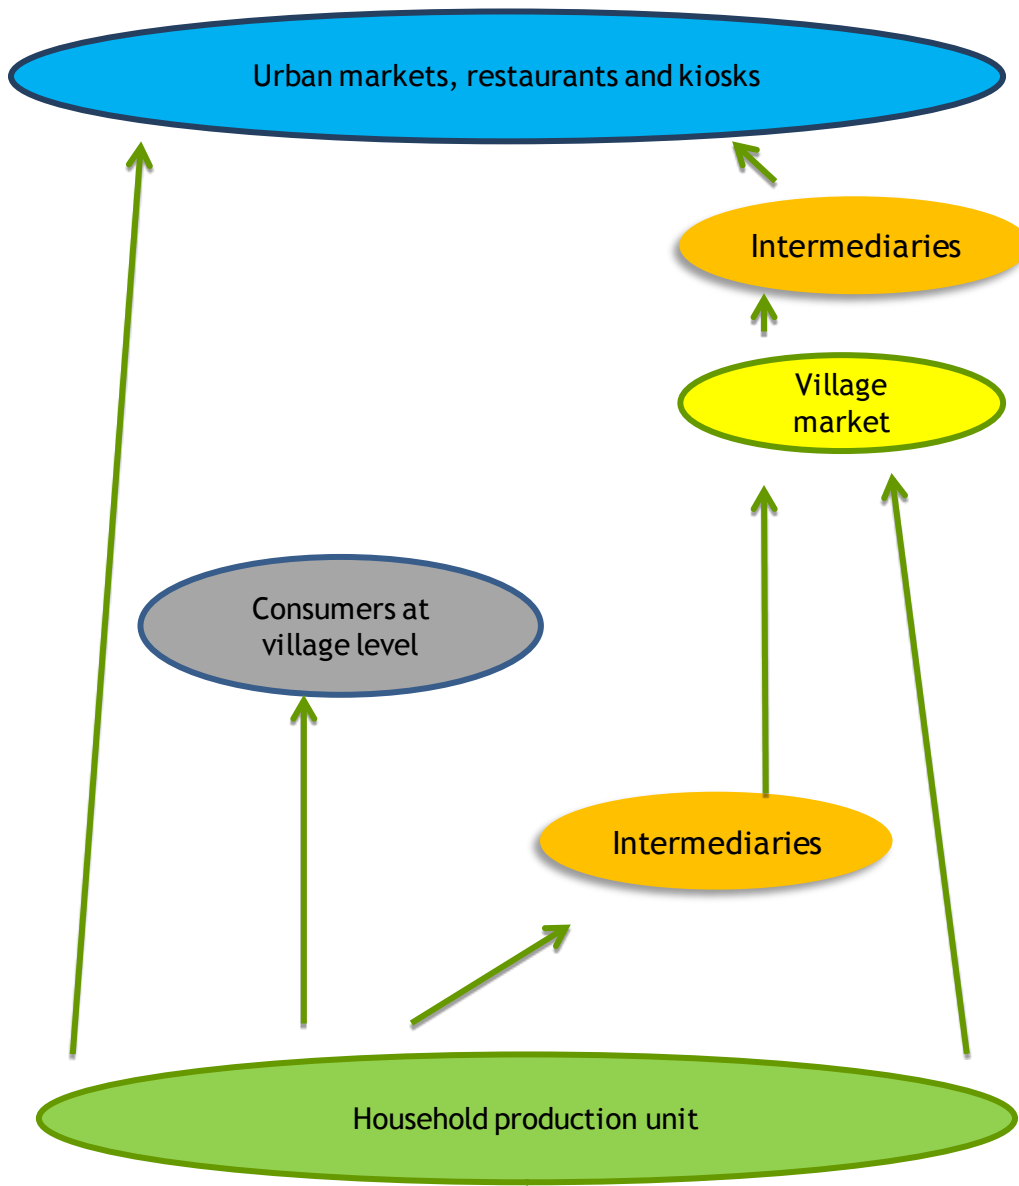 Urban markets, restaurants and kiosks
Intermediaries
Village
market
Consumers at
village level
Intermediaries
Household production unit